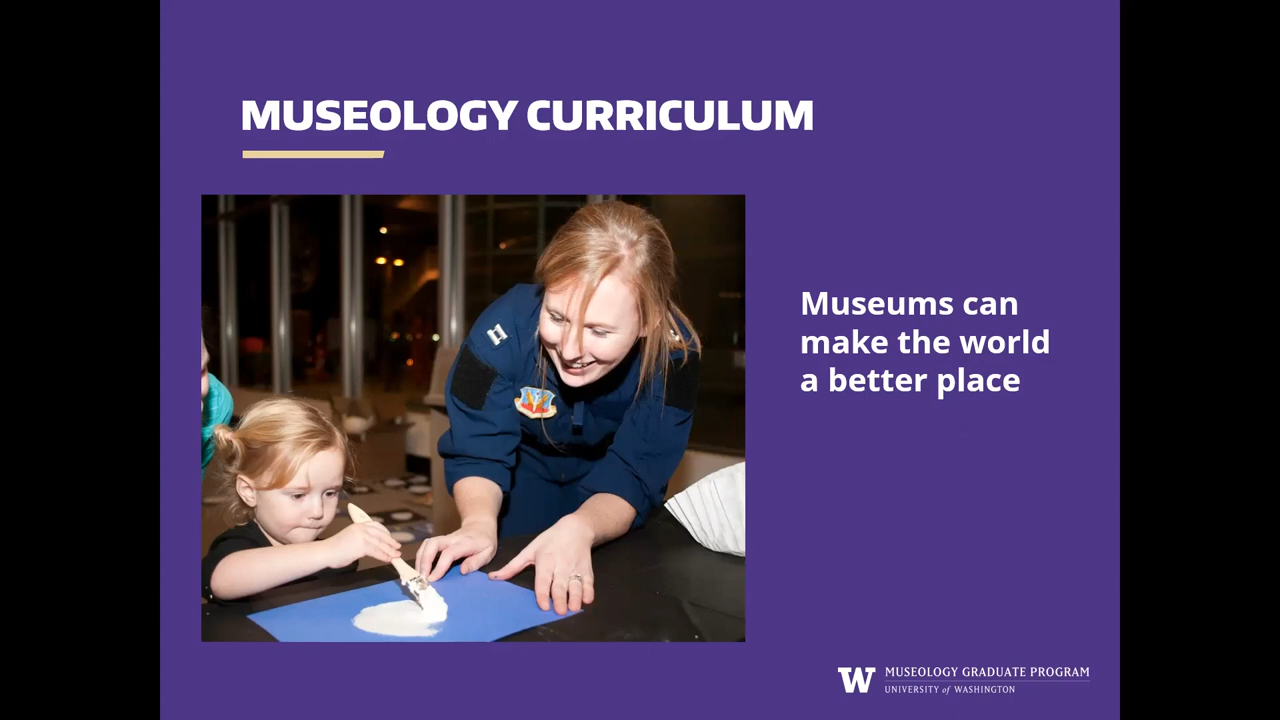 MUSEOLOGY CURRICULUM
Museums can
make the world
a better place
W MUSEOLOGY GRADUATE PROGRAM
UNIVERSITY of WASHINGTON